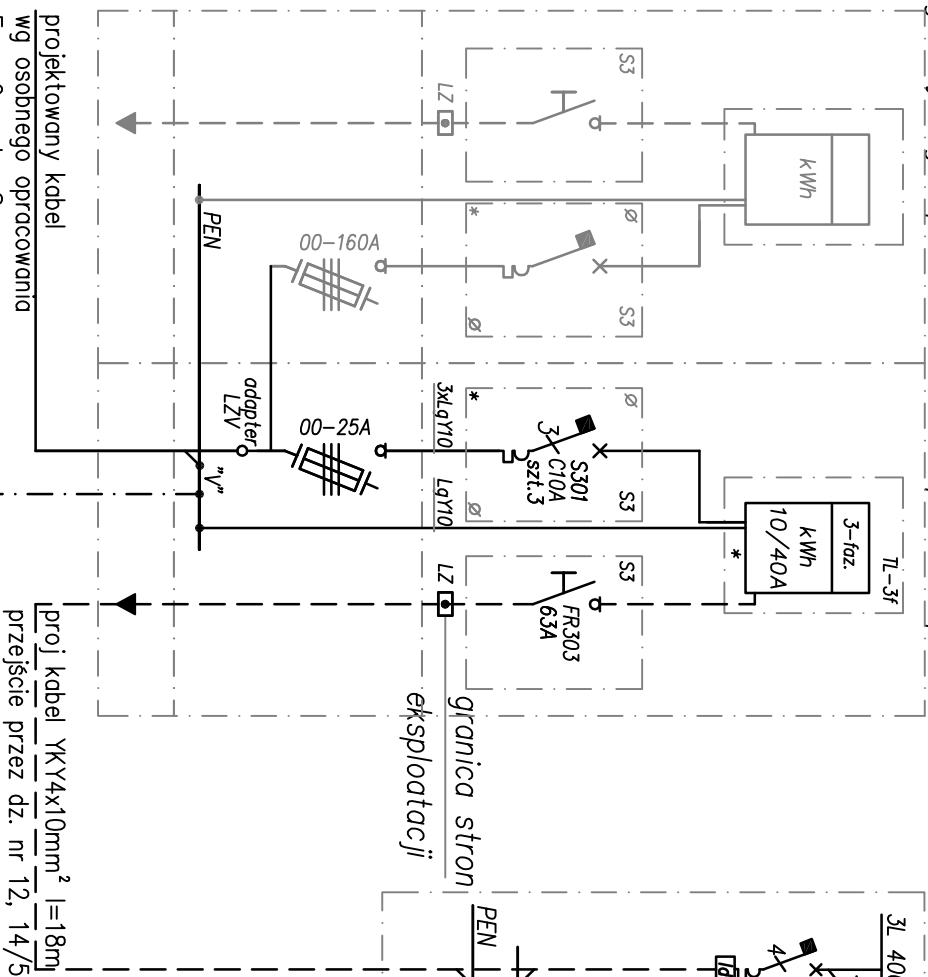 projektowany kabel
wg osobnego opracowania
LZ
S3
kWh
PEN
00-160A
*
Ø
S3
Ø
adapter
LZV
00-25A
"V"
3xLgY10
LgY10
*
Ø
3
S301
C10A
szt.3
S3
Ø
TL-3f
3-faz.
kWh
10/40A
*
LZ
S3
FR303
63A
granica stron
eksploatacji
proj kabel YKY4x10mm² l=18m
przejście przez dz. nr 12, 14/5
PEN
4
3L